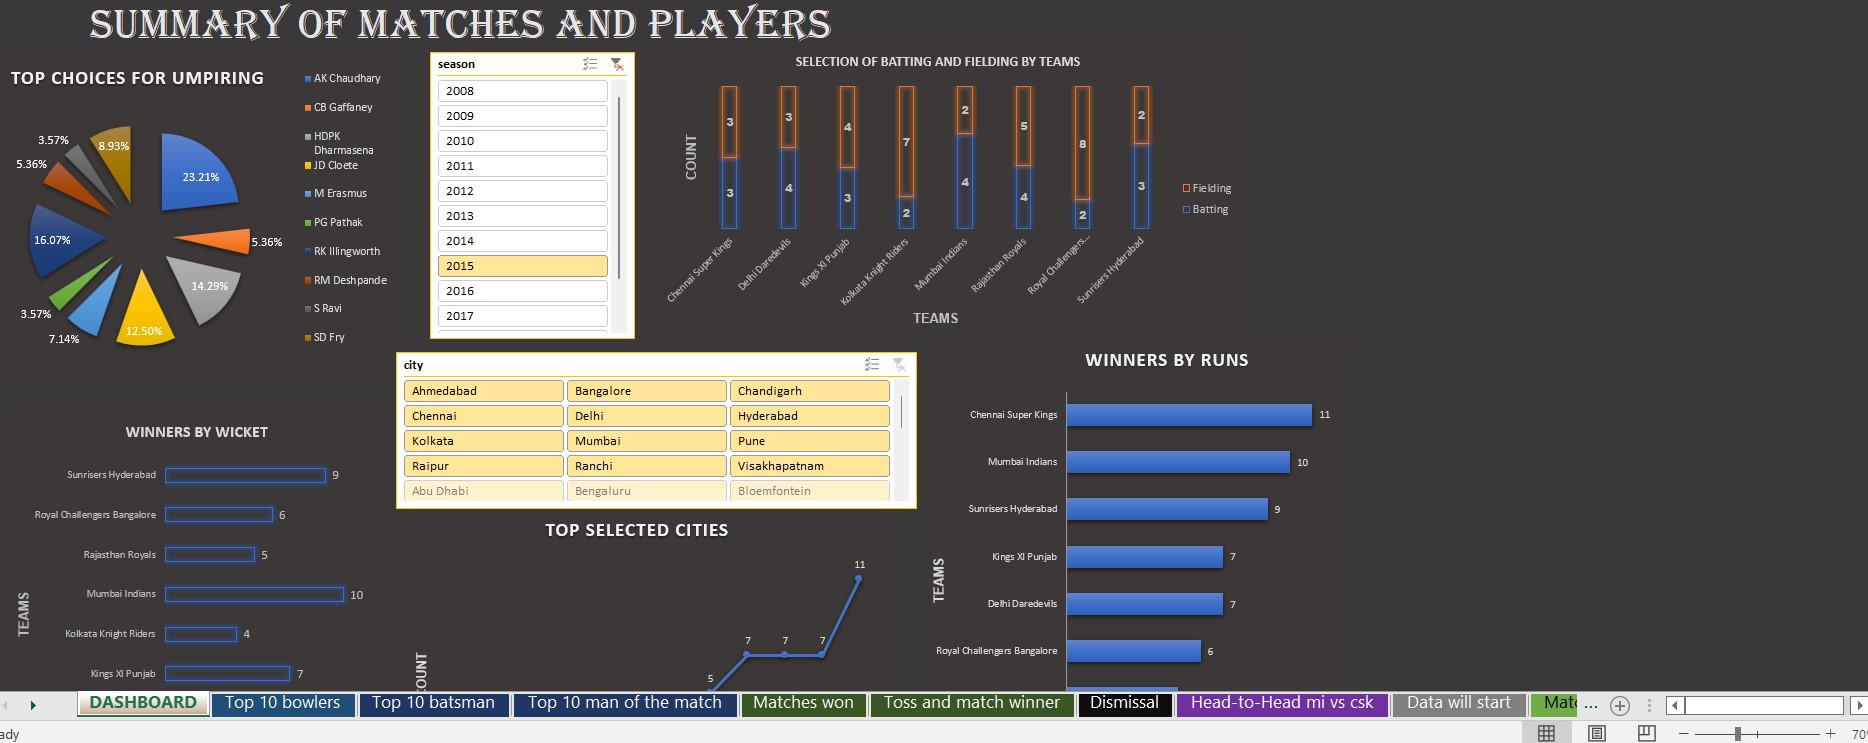 SUMMARY OF MATCHES AND PLAYERS
TOP CHOICES FOR UMPIRING
AK Chaudhary
CB Gaffaney
HDPK
Dharmasena
JD Cloete
M Erasmus
PG Pathak
RK Illingworth
RM Deshpande
S Ravi
SD Fry
23.21%
5.36%
14.29%
12.50%
7.14%
3.57%
16.07%
5.36%
3.57%
8.93%
season
2008
2009
2010
2011
2012
2013
2014
2015
2016
2017
SELECTION OF BATTING AND FIELDING BY TEAMS
COUNT
3 3 4 7 2 5 8 2
3 4 3 2 4 4 2 3
Chennai Super Kings
Delhi Daredevils
Kings XI Punjab
Kolkata Knight Riders
Mumbai Indians
Rajasthan Royals
Royal Challengers...
Sunrisers Hyderabad
TEAMS
Fielding
Batting
city
Ahmedabad Bangalore Chandigarh
Chennai Delhi Hyderabad
Kolkata Mumbai Pune
Raipur Ranchi Visakhapatnam
Abu Dhabi Bengaluru Bloemfontein
WINNERS BY WICKET
TEAMS
Sunrisers Hyderabad 9
Royal Challengers Bangalore 6
Rajasthan Royals 5
Mumbai Indians 10
Kolkata Knight Riders 4
Kings XI Punjab 7
TOP SELECTED CITIES
COUNT
5 7 7 7 11
WINNERS BY RUNS
TEAMS
Chennai Super Kings 11
Mumbai Indians 10
Sunrisers Hyderabad 9
Kings XI Punjab 7
Delhi Daredevils 7
Royal Challengers Bangalore 6
DASHBOARD Top 10 bowlers Top 10 batsman Top 10 man of the match Matches won Toss and match winner Dismissal Head-to-Head mi vs csk Data will start Matc ...
ady
70%